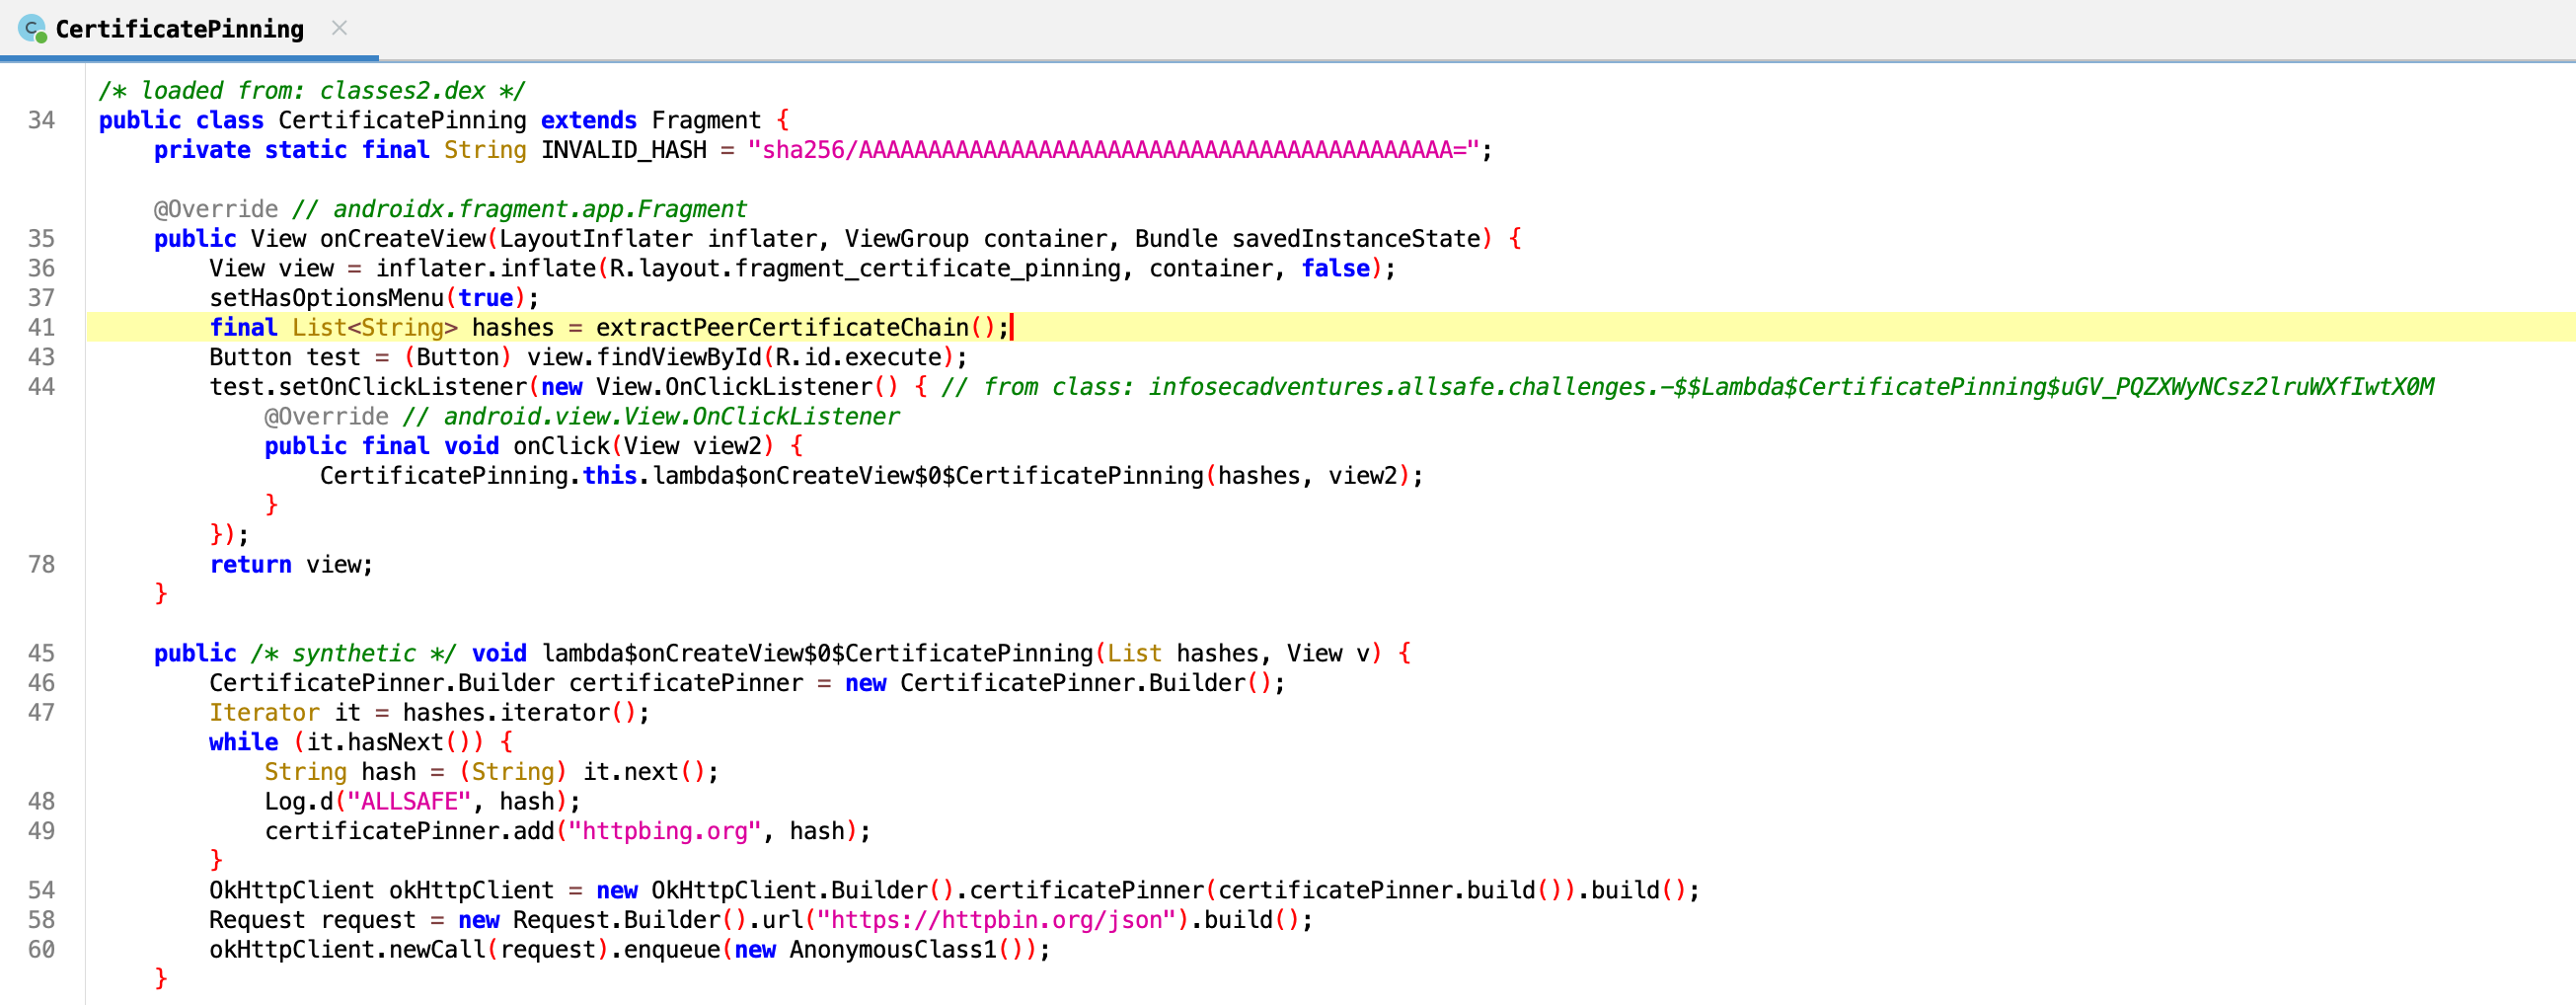 C CertificatePinning ×
/* loaded from: classes2.dex */
34 public class CertificatePinning extends Fragment {
private static final String INVALID_HASH = "sha256/AAAAAAAAAAAAAAAAAAAAAAAAAAAAAAAAAAAAAAAAAAA=";
@Override // androidx.fragment.app.Fragment
35 public View onCreateView(LayoutInflater inflater, ViewGroup container, Bundle savedInstanceState) {
36 View view = inflater.inflate(R.layout.fragment_certificate_pinning, container, false);
37 setHasOptionsMenu(true);
41 final List<String> hashes = extractPeerCertificateChain();
43 Button test = (Button) view.findViewById(R.id.execute);
44 test.setOnClickListener(new View.OnClickListener() { // from class: infosecadventures.allsafe.challenges.-$$Lambda$CertificatePinning$uGV_PQZXWyNCsz2lruWXfIwtX0M
@Override // android.view.View.OnClickListener
public final void onClick(View view2) {
CertificatePinning.this.lambda$onCreateView$0$CertificatePinning(hashes, view2);
}
});
78 return view;
}
45 public /* synthetic */ void lambda$onCreateView$0$CertificatePinning(List hashes, View v) {
46 CertificatePinner.Builder certificatePinner = new CertificatePinner.Builder();
47 Iterator it = hashes.iterator();
while (it.hasNext()) {
String hash = (String) it.next();
48 Log.d("ALLSAFE", hash);
49 certificatePinner.add("httpbing.org", hash);
}
54 OkHttpClient okHttpClient = new OkHttpClient.Builder().certificatePinner(certificatePinner.build()).build();
58 Request request = new Request.Builder().url("https://httpbin.org/json").build();
60 okHttpClient.newCall(request).enqueue(new AnonymousClass1());
}